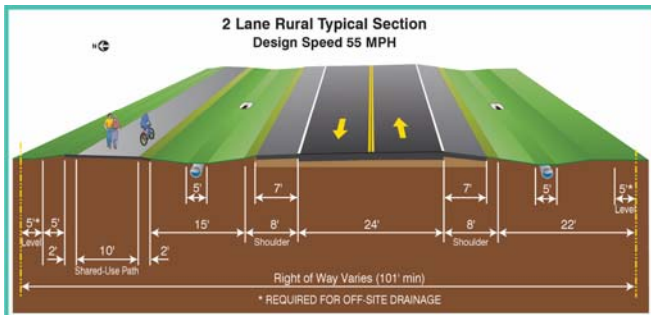 2 Lane Rural Typical Section
Design Speed 55 MPH
N
5'
7'
7'
5'
5'*
Level
5'*
Level
5'
15'
8'
Shoulder
24'
8'
Shoulder
22'
2'
10'
Shared-Use Path
2'
Right of Way Varies (101' min)
* REQUIRED FOR OFF-SITE DRAINAGE